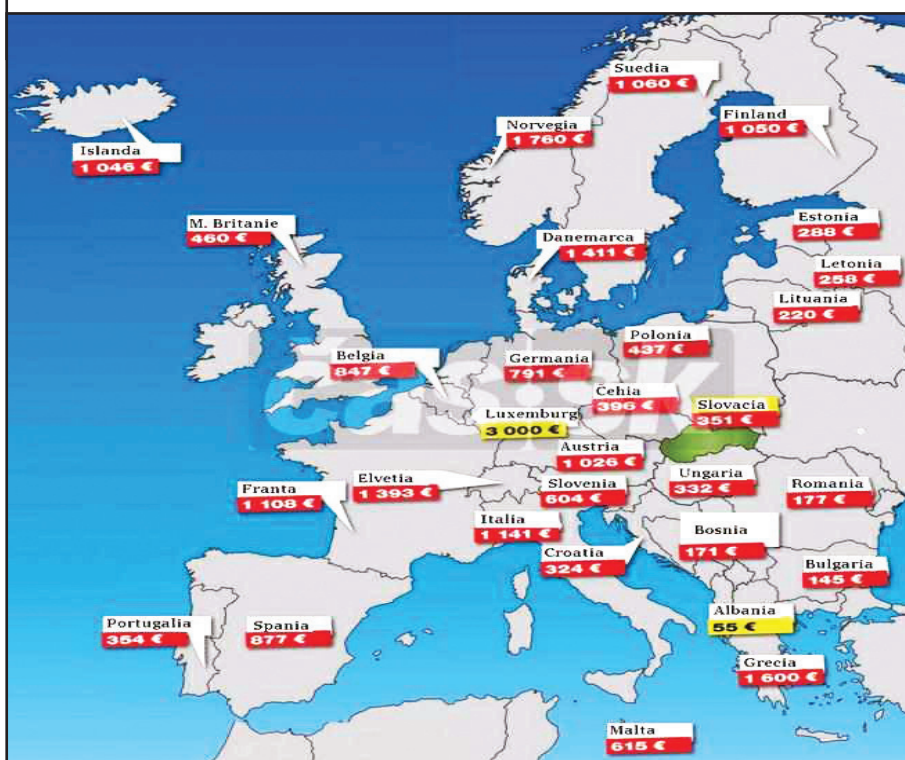 Suedia
1 060 €
Finland
1 050 €
Norvegia
1 760 €
Islanda
1 046 €
M. Britanie
460 €
Estonia
288 €
Danemarca
1 411 €
Letonia
258 €
Lituania
220 €
Polonia
437 €
Belgia
847 €
Germania
791 €
čas.sk
Čehia
396 €
Slovacia
351 €
Luxemburg
3 000 €
Austria
1 026 €
Elvetia
1 393 €
Ungaria
332 €
Slovenia
604 €
Romania
177 €
Franta
1 108 €
Italia
1 141 €
Bosnia
171 €
Croatia
324 €
Bulgaria
145 €
Albania
55 €
Portugalia
354 €
Spania
877 €
Grecia
1 600 €
Malta
615 €